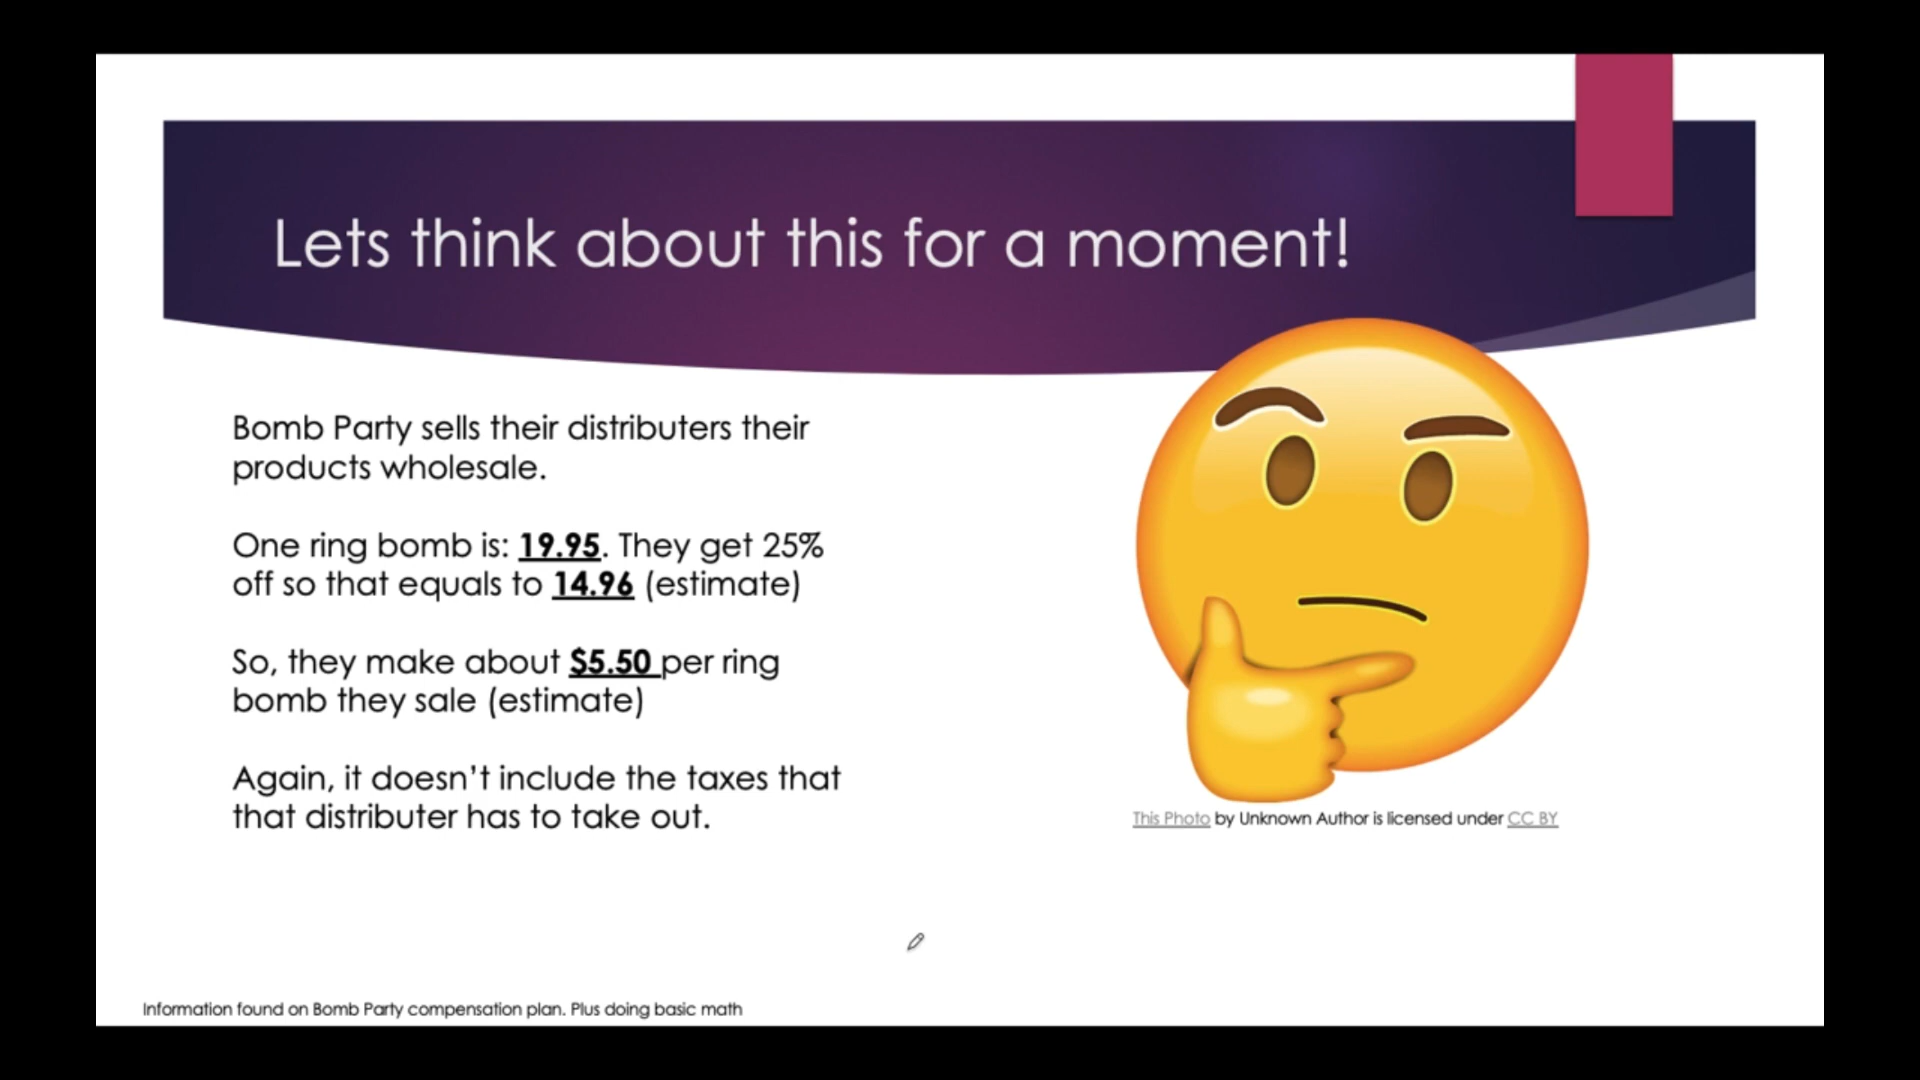 Lets think about this for a moment!
Bomb Party sells their distributers their
products wholesale.
One ring bomb is: 19.95. They get 25%
off so that equals to 14.96 (estimate)
So, they make about $5.50 per ring
bomb they sale (estimate)
Again, it doesn't include the taxes that
that distributer has to take out.
This Photo by Unknown Author is licensed under CC BY
Information found on Bomb Party compensation plan. Plus doing basic math